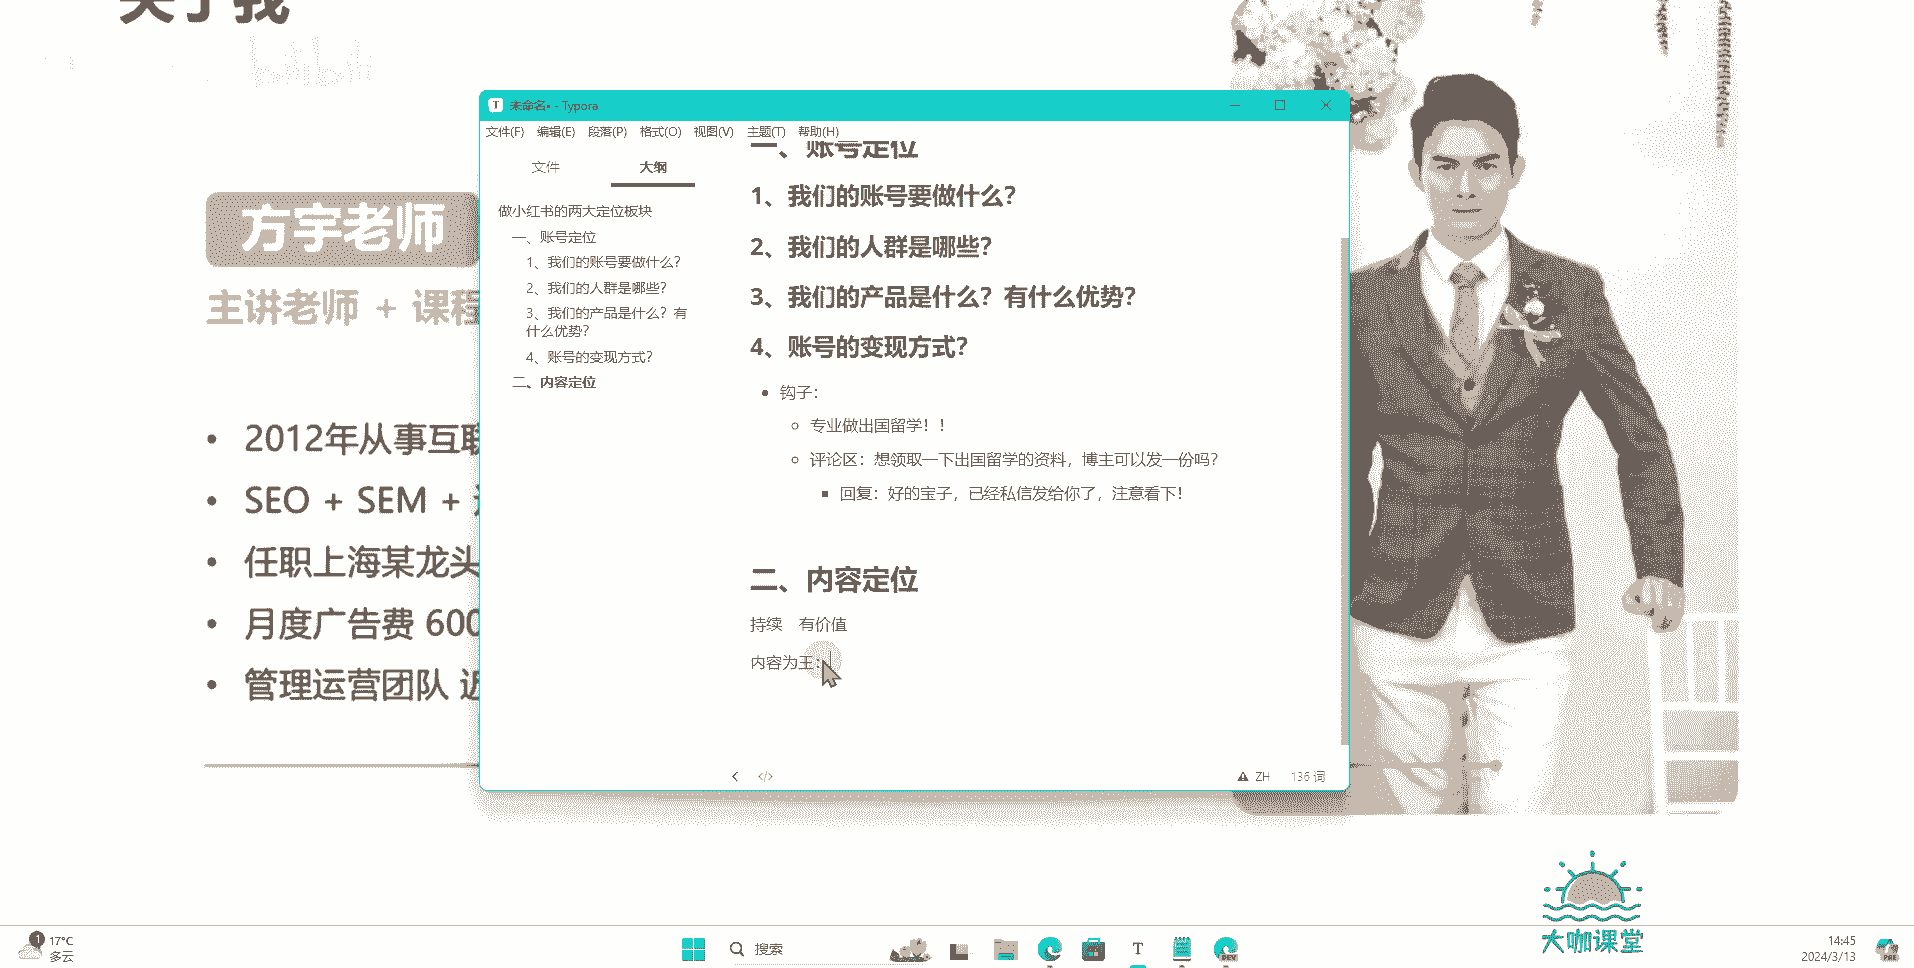 关于我
bilibili
方宇老师
主讲老师 + 课程
2012年从事互联
SEO + SEM +
任职上海某龙头
月度广告费 600
管理运营团队 近
未命名• - Typora
文件(F) 编辑(E) 段落(P) 格式(O) 视图(V) 主题(T) 帮助(H)
文件 大纲
做小红书的两大定位板块
一、账号定位
1、我们的账号要做什么？
2、我们的人群是哪些？
3、我们的产品是什么？有
什么优势？
4、账号的变现方式？
二、内容定位
一、账号定位
1、我们的账号要做什么？
2、我们的人群是哪些？
3、我们的产品是什么？有什么优势？
4、账号的变现方式？
钩子：
专业做出国留学！！
评论区：想领取一下出国留学的资料，博主可以发一份吗？
回复：好的宝子，已经私信发给你了，注意看下！
二、内容定位
持续 有价值
内容为王：
ZH 136 词
大咖课堂
1
17°C
多云
搜索
T
DEV
14:45
2024/3/13
PRE